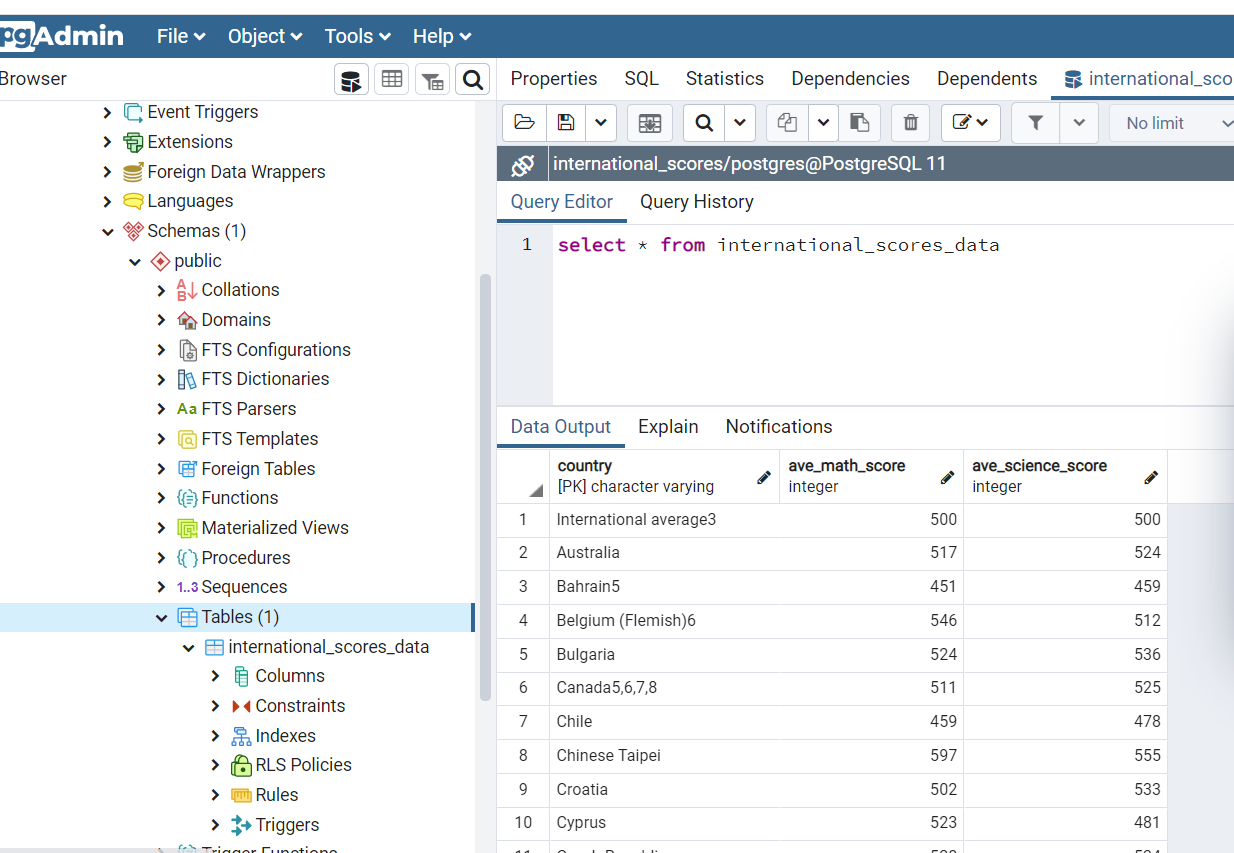 pgAdmin File Object Tools Help
Browser
Properties SQL Statistics Dependencies Dependents international_sco
No limit
international_scores/postgres@PostgreSQL 11
Query Editor Query History
1 select * from international_scores_data
Event Triggers
Extensions
Foreign Data Wrappers
Languages
Schemas (1)
public
Collations
Domains
FTS Configurations
FTS Dictionaries
Aa FTS Parsers
FTS Templates
Foreign Tables
Functions
Materialized Views
Procedures
1..3 Sequences
Tables (1)
international_scores_data
Columns
Constraints
Indexes
RLS Policies
Rules
Triggers
Trigger Functions
Data Output Explain Notifications
country ave_math_score ave_science_score
[PK] character varying integer integer
1 International average3 500 500
2 Australia 517 524
3 Bahrain5 451 459
4 Belgium (Flemish)6 546 512
5 Bulgaria 524 536
6 Canada5,6,7,8 511 525
7 Chile 459 478
8 Chinese Taipei 597 555
9 Croatia 502 533
10 Cyprus 523 481